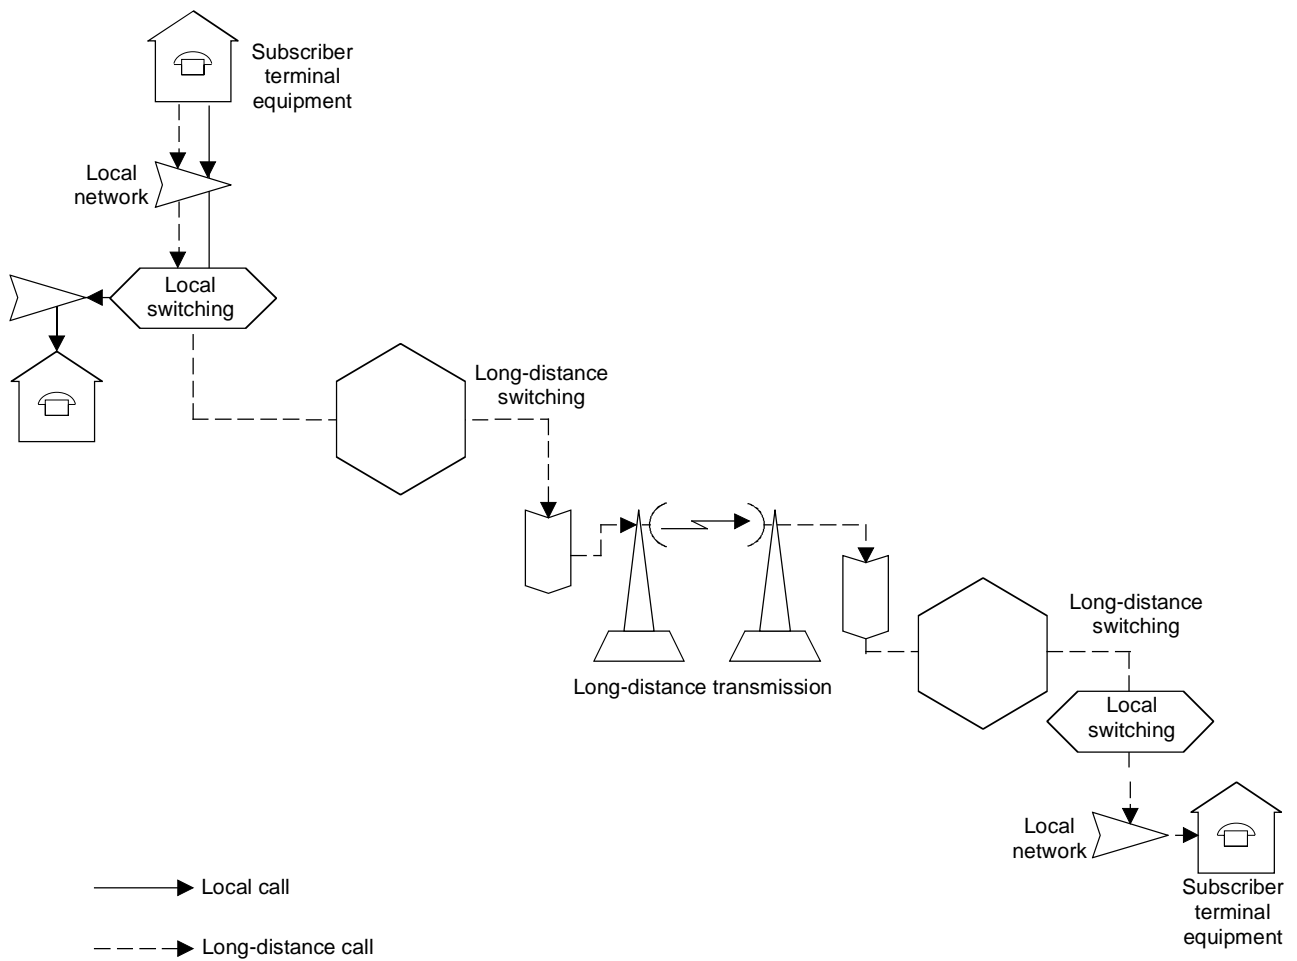 Subscriber
terminal
equipment
Local
network
Local
switching
Long-distance
switching
Long-distance transmission
Long-distance
switching
Local
switching
Local
network
Subscriber
terminal
equipment
Local call
Long-distance call